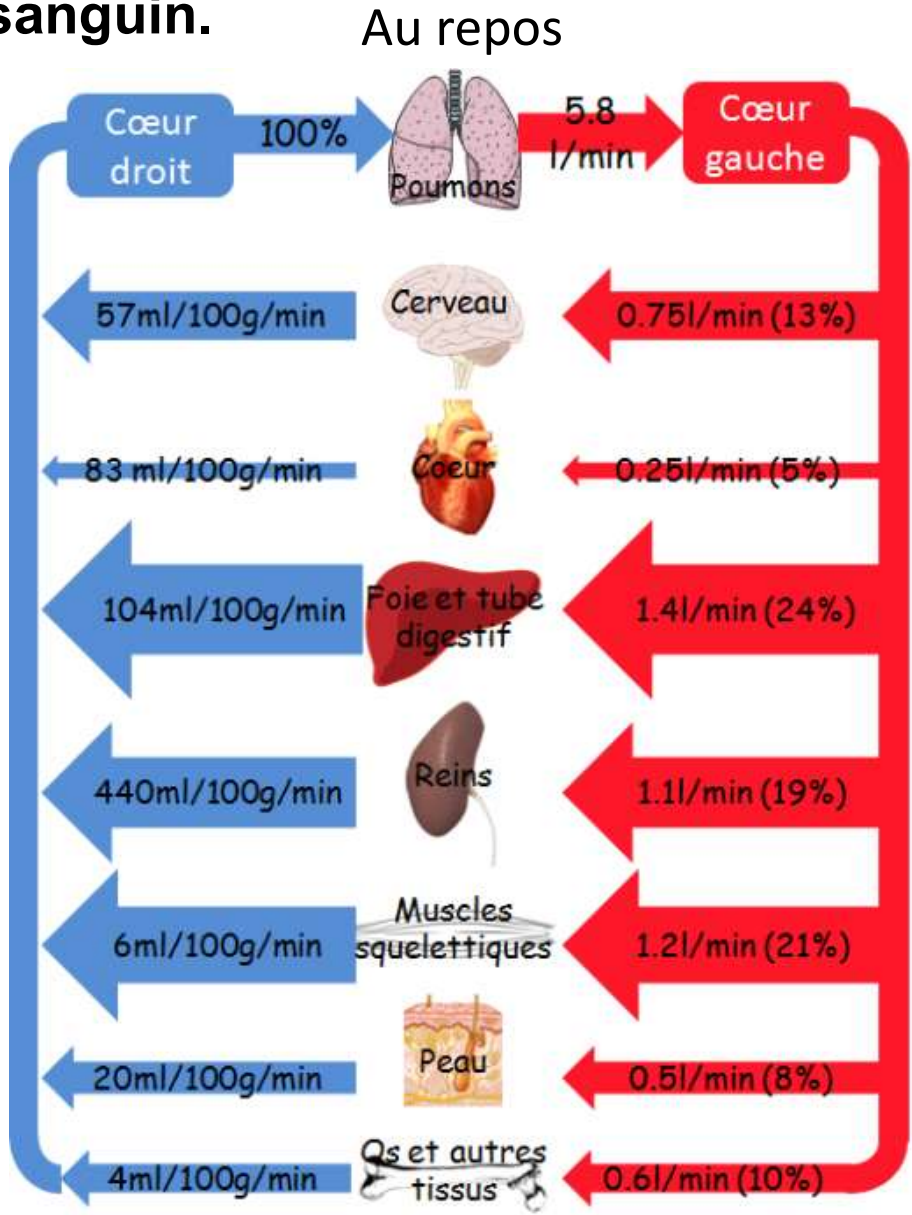 sanguin.
Au repos
Cœur
droit
100%
Poumons
5.8
l/min
Cœur
gauche
57ml/100g/min
Cerveau
0.75l/min (13%)
83 ml/100g/min
Coeur
0.25l/min (5%)
104ml/100g/min
Foie et tube
digestif
1.4l/min (24%)
440ml/100g/min
Reins
1.1l/min (19%)
6ml/100g/min
Muscles
squelettiques
1.2l/min (21%)
20ml/100g/min
Peau
0.5l/min (8%)
4ml/100g/min
Os et autres
tissus
0.6l/min (10%)